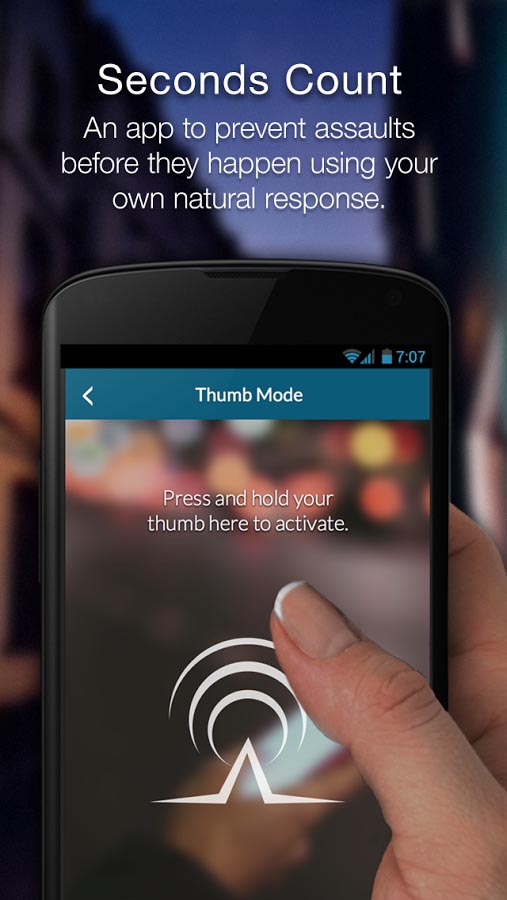 Seconds Count
An app to prevent assaults
before they happen using your
own natural response.
7:07
Thumb Mode
Press and hold your
thumb here to activate.